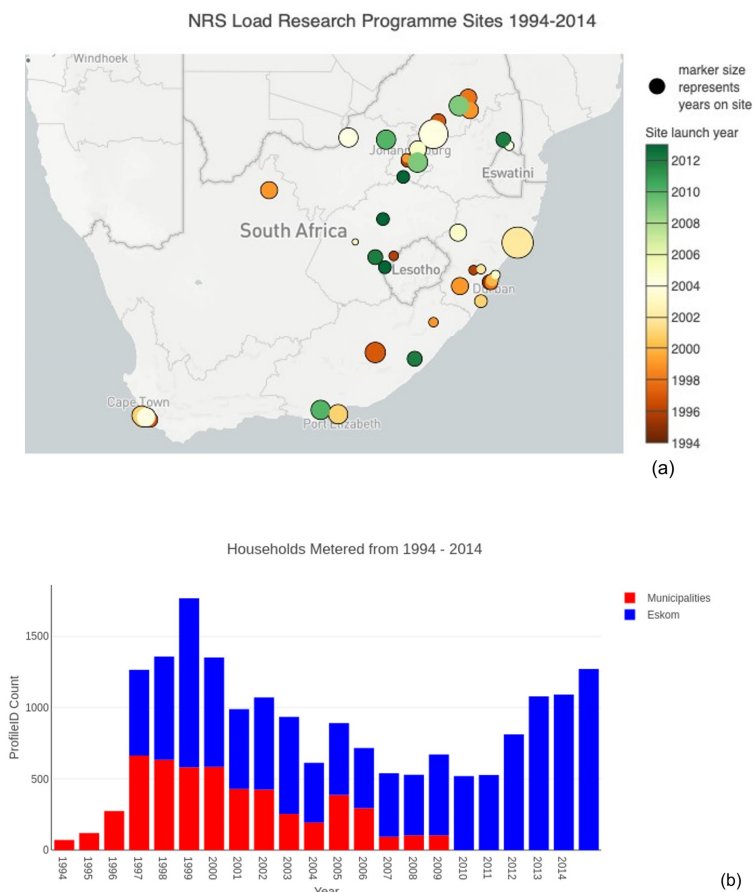 NRS Load Research Programme Sites 1994-2014
Windhoek
marker size
represents
years on site
Site launch year
2012
2010
2008
2006
2004
2002
2000
1998
1996
1994
Eswatini
South Africa
Lesotho
Cape Town
Port Elizabeth
(a)
Households Metered from 1994 - 2014
Municipalities
Eskom
ProfileID Count
1500
1000
500
0
1994
1995
1996
1997
1998
1999
2000
2001
2002
2003
2004
2005
2006
2007
2008
2009
2010
2011
2012
2013
2014
Year
(b)